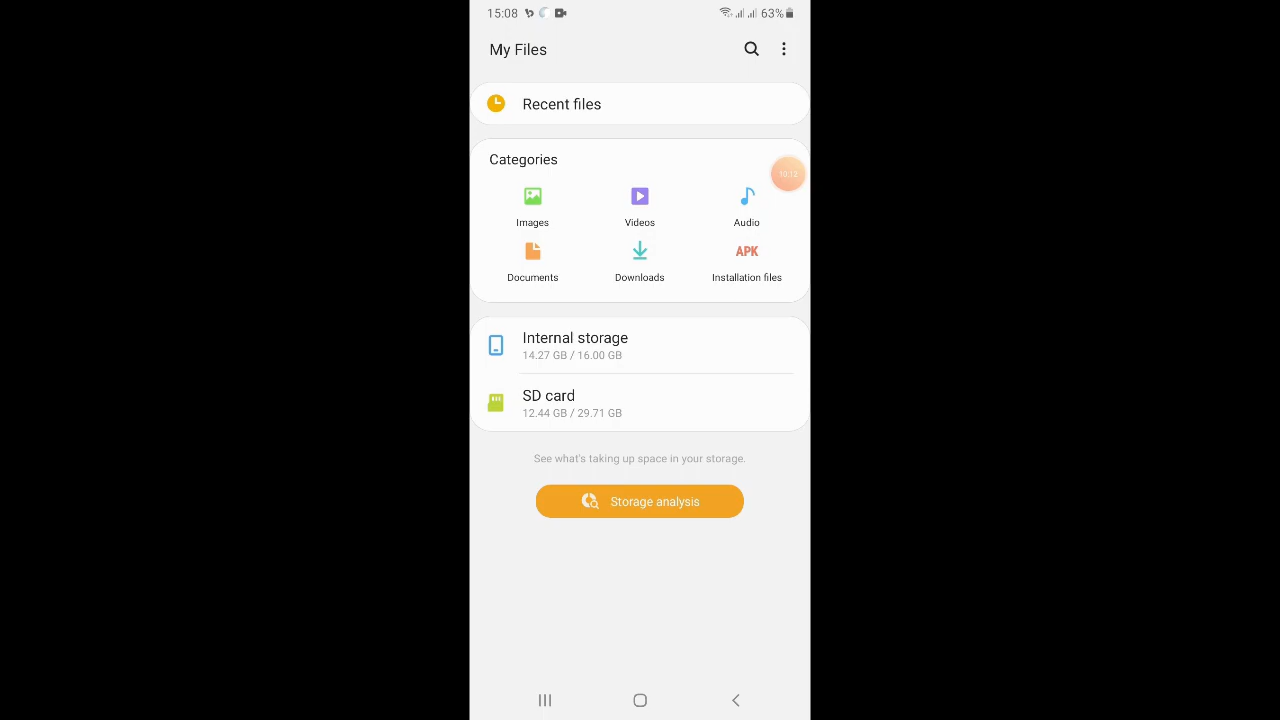 15:08 63%
My Files
Recent files
Categories
10:12
Images Videos Audio
APK
Documents Downloads Installation files
Internal storage
14.27 GB / 16.00 GB
SD card
12.44 GB / 29.71 GB
See what's taking up space in your storage.
Storage analysis